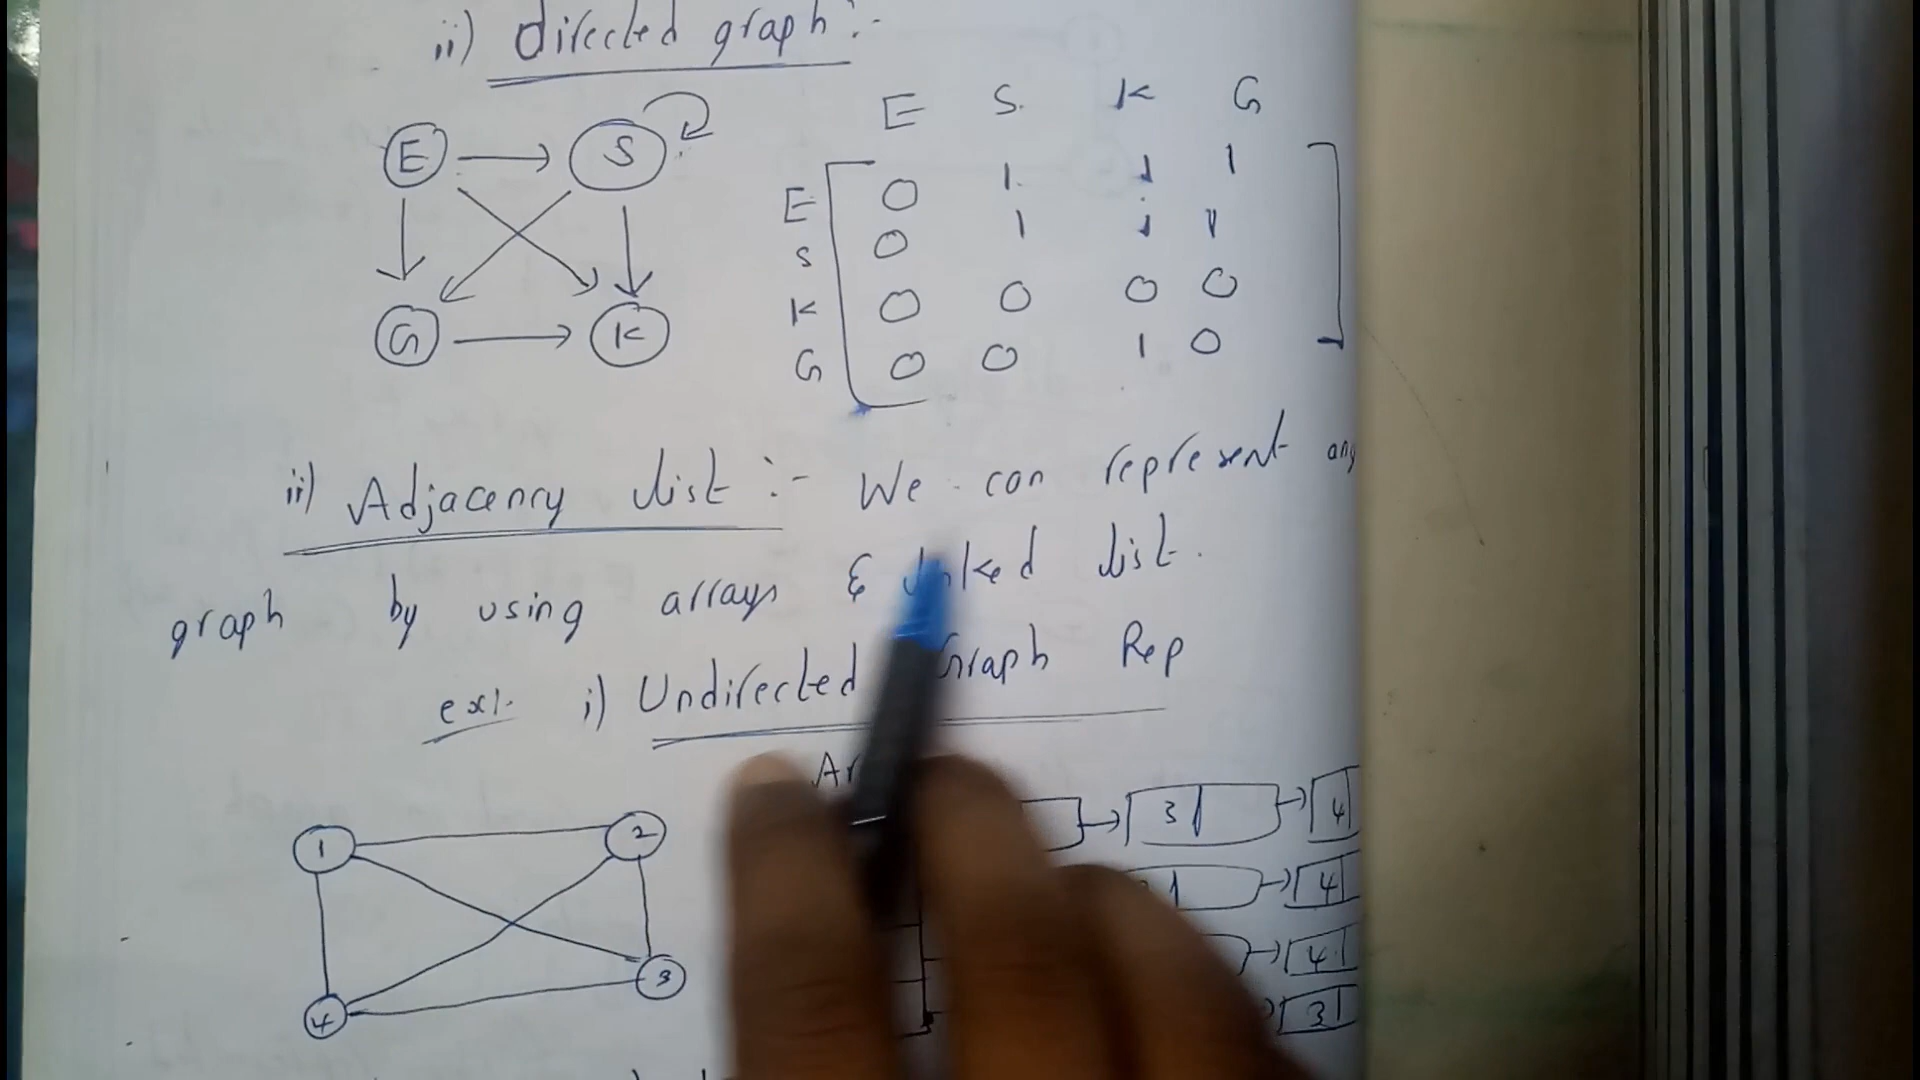 ii) directed graph :-
E S
G K
E S K G
E 0 1 1 1
S 0 1 1 1
K 0 0 0 0
G 0 0 1 0
ii) Adjacency list :- We can represent any
graph by using arrays & linked list.
ex1. i) Undirected Graph Rep
1 2
4 3
3 4
4
4
3